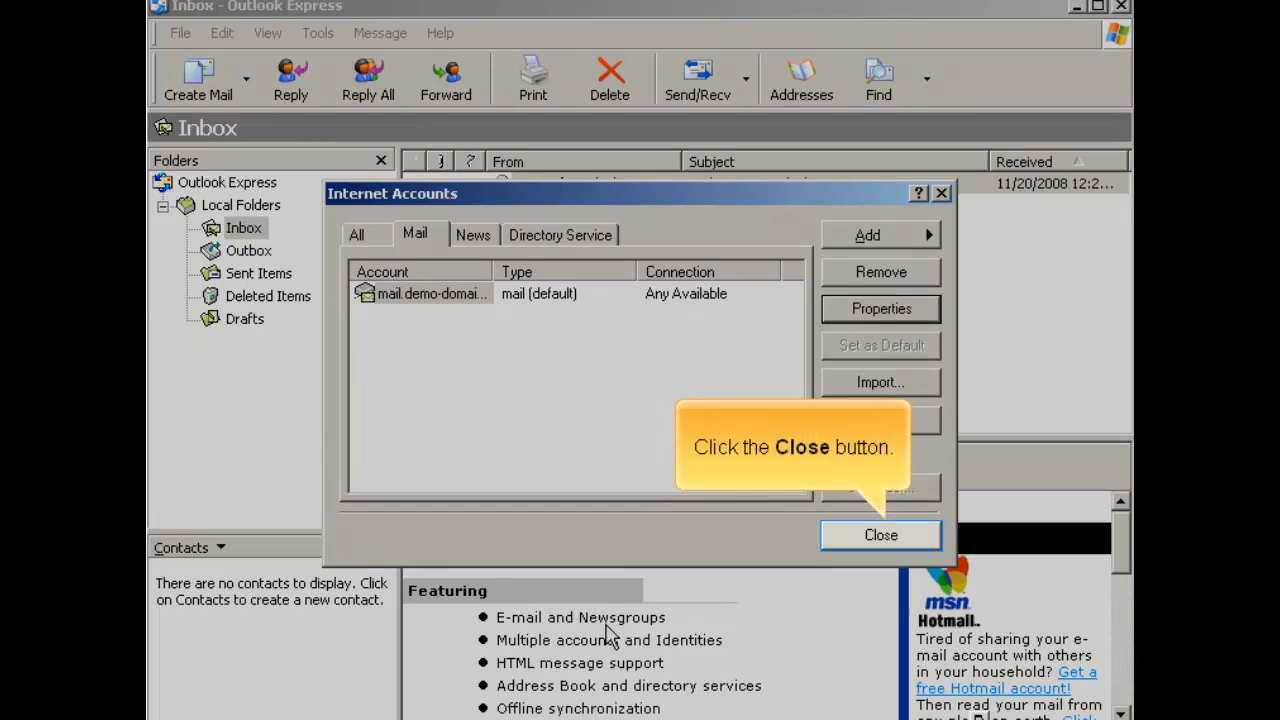 Inbox - Outlook Express
File Edit View Tools Message Help
Create Mail Reply Reply All Forward Print Delete Send/Recv Addresses Find
Inbox
Folders
Outlook Express
Local Folders
Inbox
Outbox
Sent Items
Deleted Items
Drafts
From Subject Received
11/20/2008 12:2...
Internet Accounts
All Mail News Directory Service
Account Type Connection
mail.demo-domai... mail (default) Any Available
Add
Remove
Properties
Set as Default
Import...
Click the Close button.
Close
Contacts
There are no contacts to display. Click
on Contacts to create a new contact.
Featuring
E-mail and Newsgroups
Multiple accounts and Identities
HTML message support
Address Book and directory services
Offline synchronization
msn
Hotmail
Tired of sharing your e-
mail account with others
in your household? Get a
free Hotmail account!
Then read your mail from